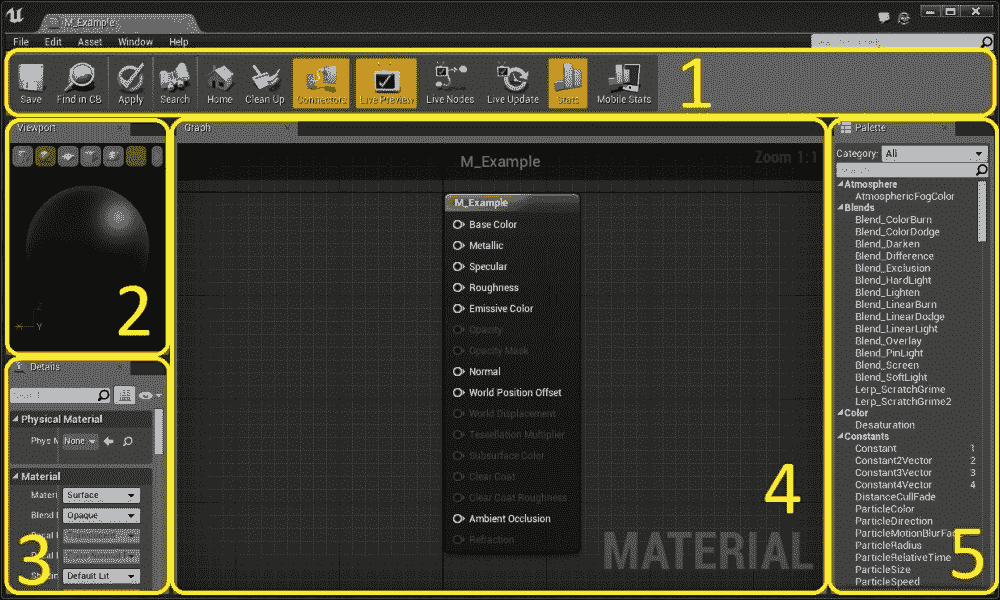 M_Example
File Edit Asset Window Help
Save Find in CB Apply Search Home Clean Up Connectors Live Preview Live Nodes Live Update Stats Mobile Stats
1
Viewport
Y
2
Details
Physical Material
Phys M None
Material
Materi Surface
Blend Opaque
Default Lit
3
Graph
M_Example
Zoom 1:1
M_Example
Base Color
Metallic
Specular
Roughness
Emissive Color
Opacity
Opacity Mask
Normal
World Position Offset
World Displacement
Tessellation Multiplier
Subsurface Color
Clear Coat
Clear Coat Roughness
Ambient Occlusion
Refraction
MATERIAL
4
Palette
Category: All
Atmosphere
AtmosphericFogColor
Blends
Blend_ColorBurn
Blend_ColorDodge
Blend_Darken
Blend_Difference
Blend_Exclusion
Blend_HardLight
Blend_Lighten
Blend_LinearBurn
Blend_LinearDodge
Blend_LinearLight
Blend_Overlay
Blend_PinLight
Blend_Screen
Blend_SoftLight
Lerp_ScratchGrime
Lerp_ScratchGrime2
Color
Desaturation
Constants
Constant 1
Constant2Vector 2
Constant3Vector 3
Constant4Vector 4
DistanceCullFade
ParticleColor
ParticleDirection
ParticleMotionBlurFa
ParticleRadius
ParticleRelativeTime
ParticleSize
ParticleSpeed
5